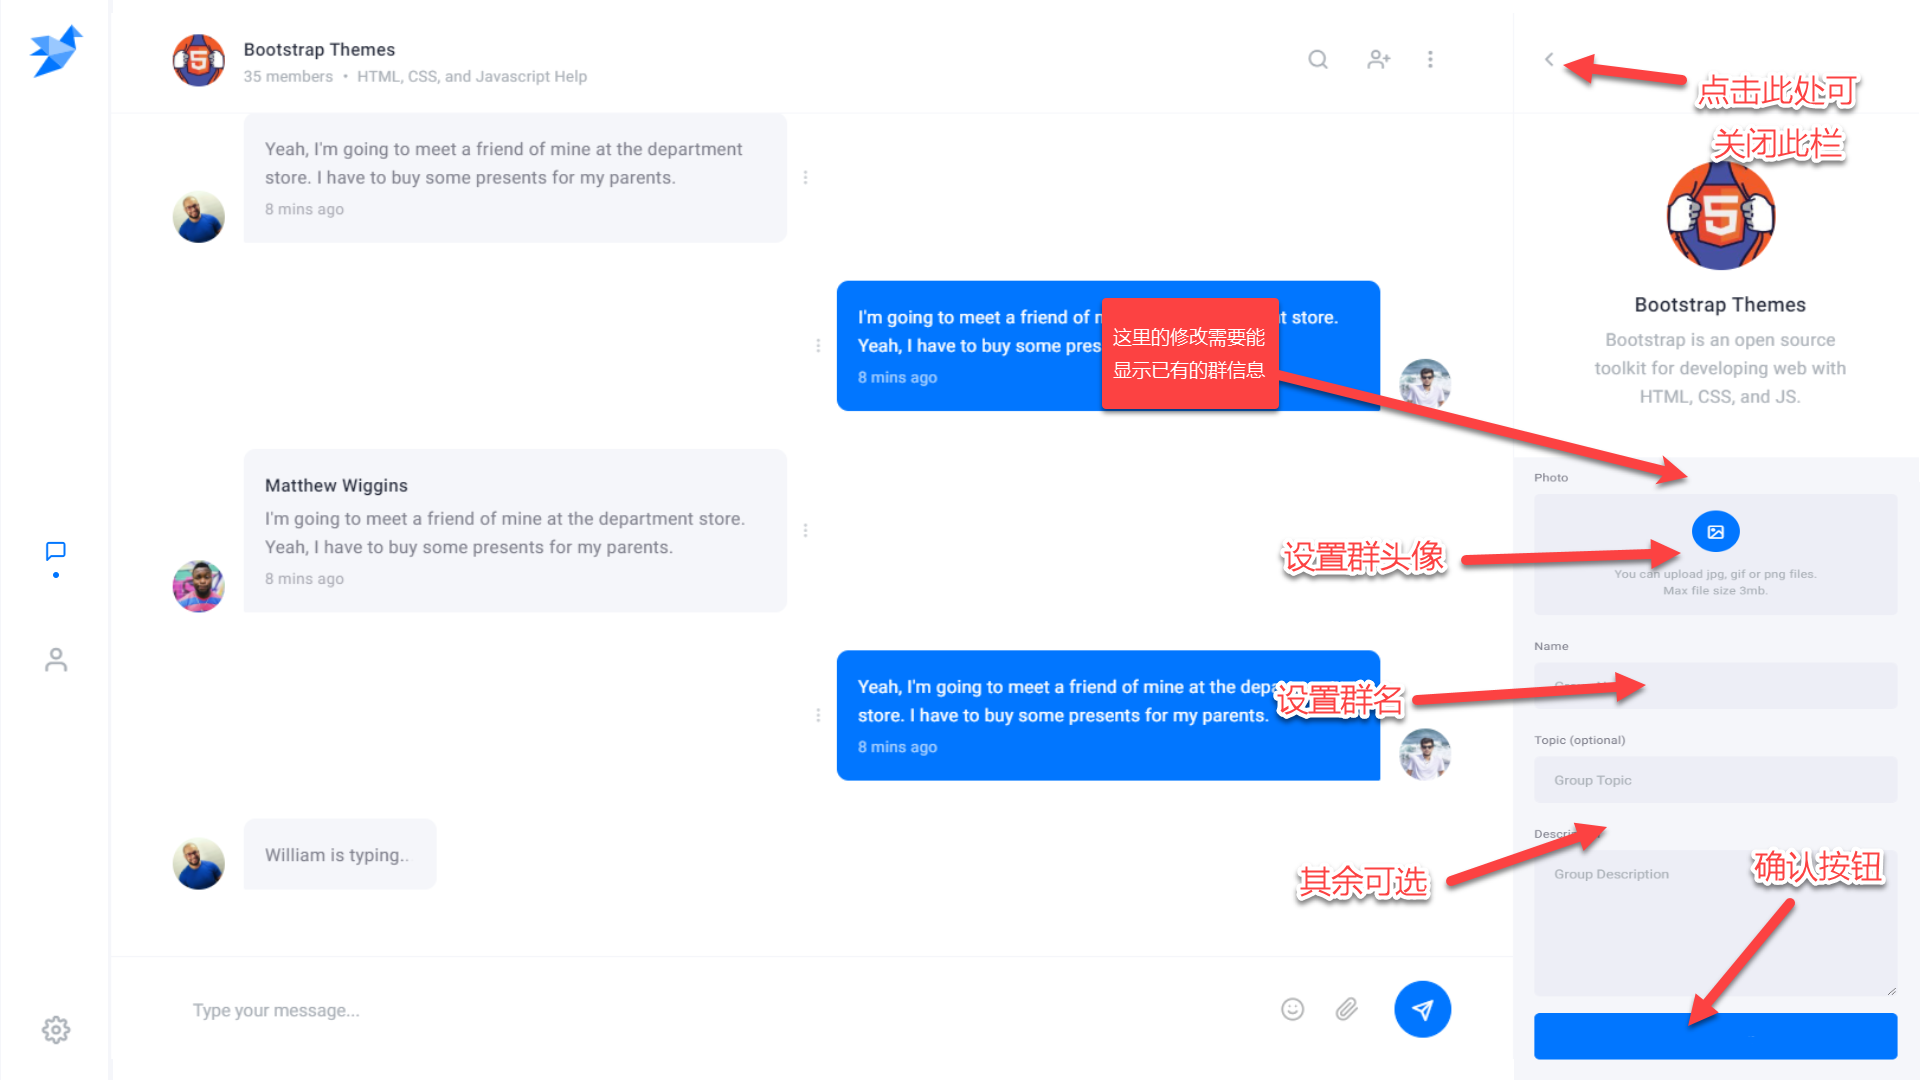 Bootstrap Themes
35 members • HTML, CSS, and Javascript Help
Yeah, I'm going to meet a friend of mine at the department
store. I have to buy some presents for my parents.
8 mins ago
I'm going to meet a friend of
t store.
Yeah, I have to buy some pres
8 mins ago
这里的修改需要能
显示已有的群信息
Matthew Wiggins
I'm going to meet a friend of mine at the department store.
Yeah, I have to buy some presents for my parents.
8 mins ago
Yeah, I'm going to meet a friend of mine at the depa
store. I have to buy some presents for my parents.
8 mins ago
William is typing..
Type your message...
点击此处可
关闭此栏
5
Bootstrap Themes
Bootstrap is an open source
toolkit for developing web with
HTML, CSS, and JS.
Photo
设置群头像
You can upload jpg, gif or png files.
Max file size 3mb.
Name
设置群名
Topic (optional)
Group Topic
其余可选
确认按钮
Group Description